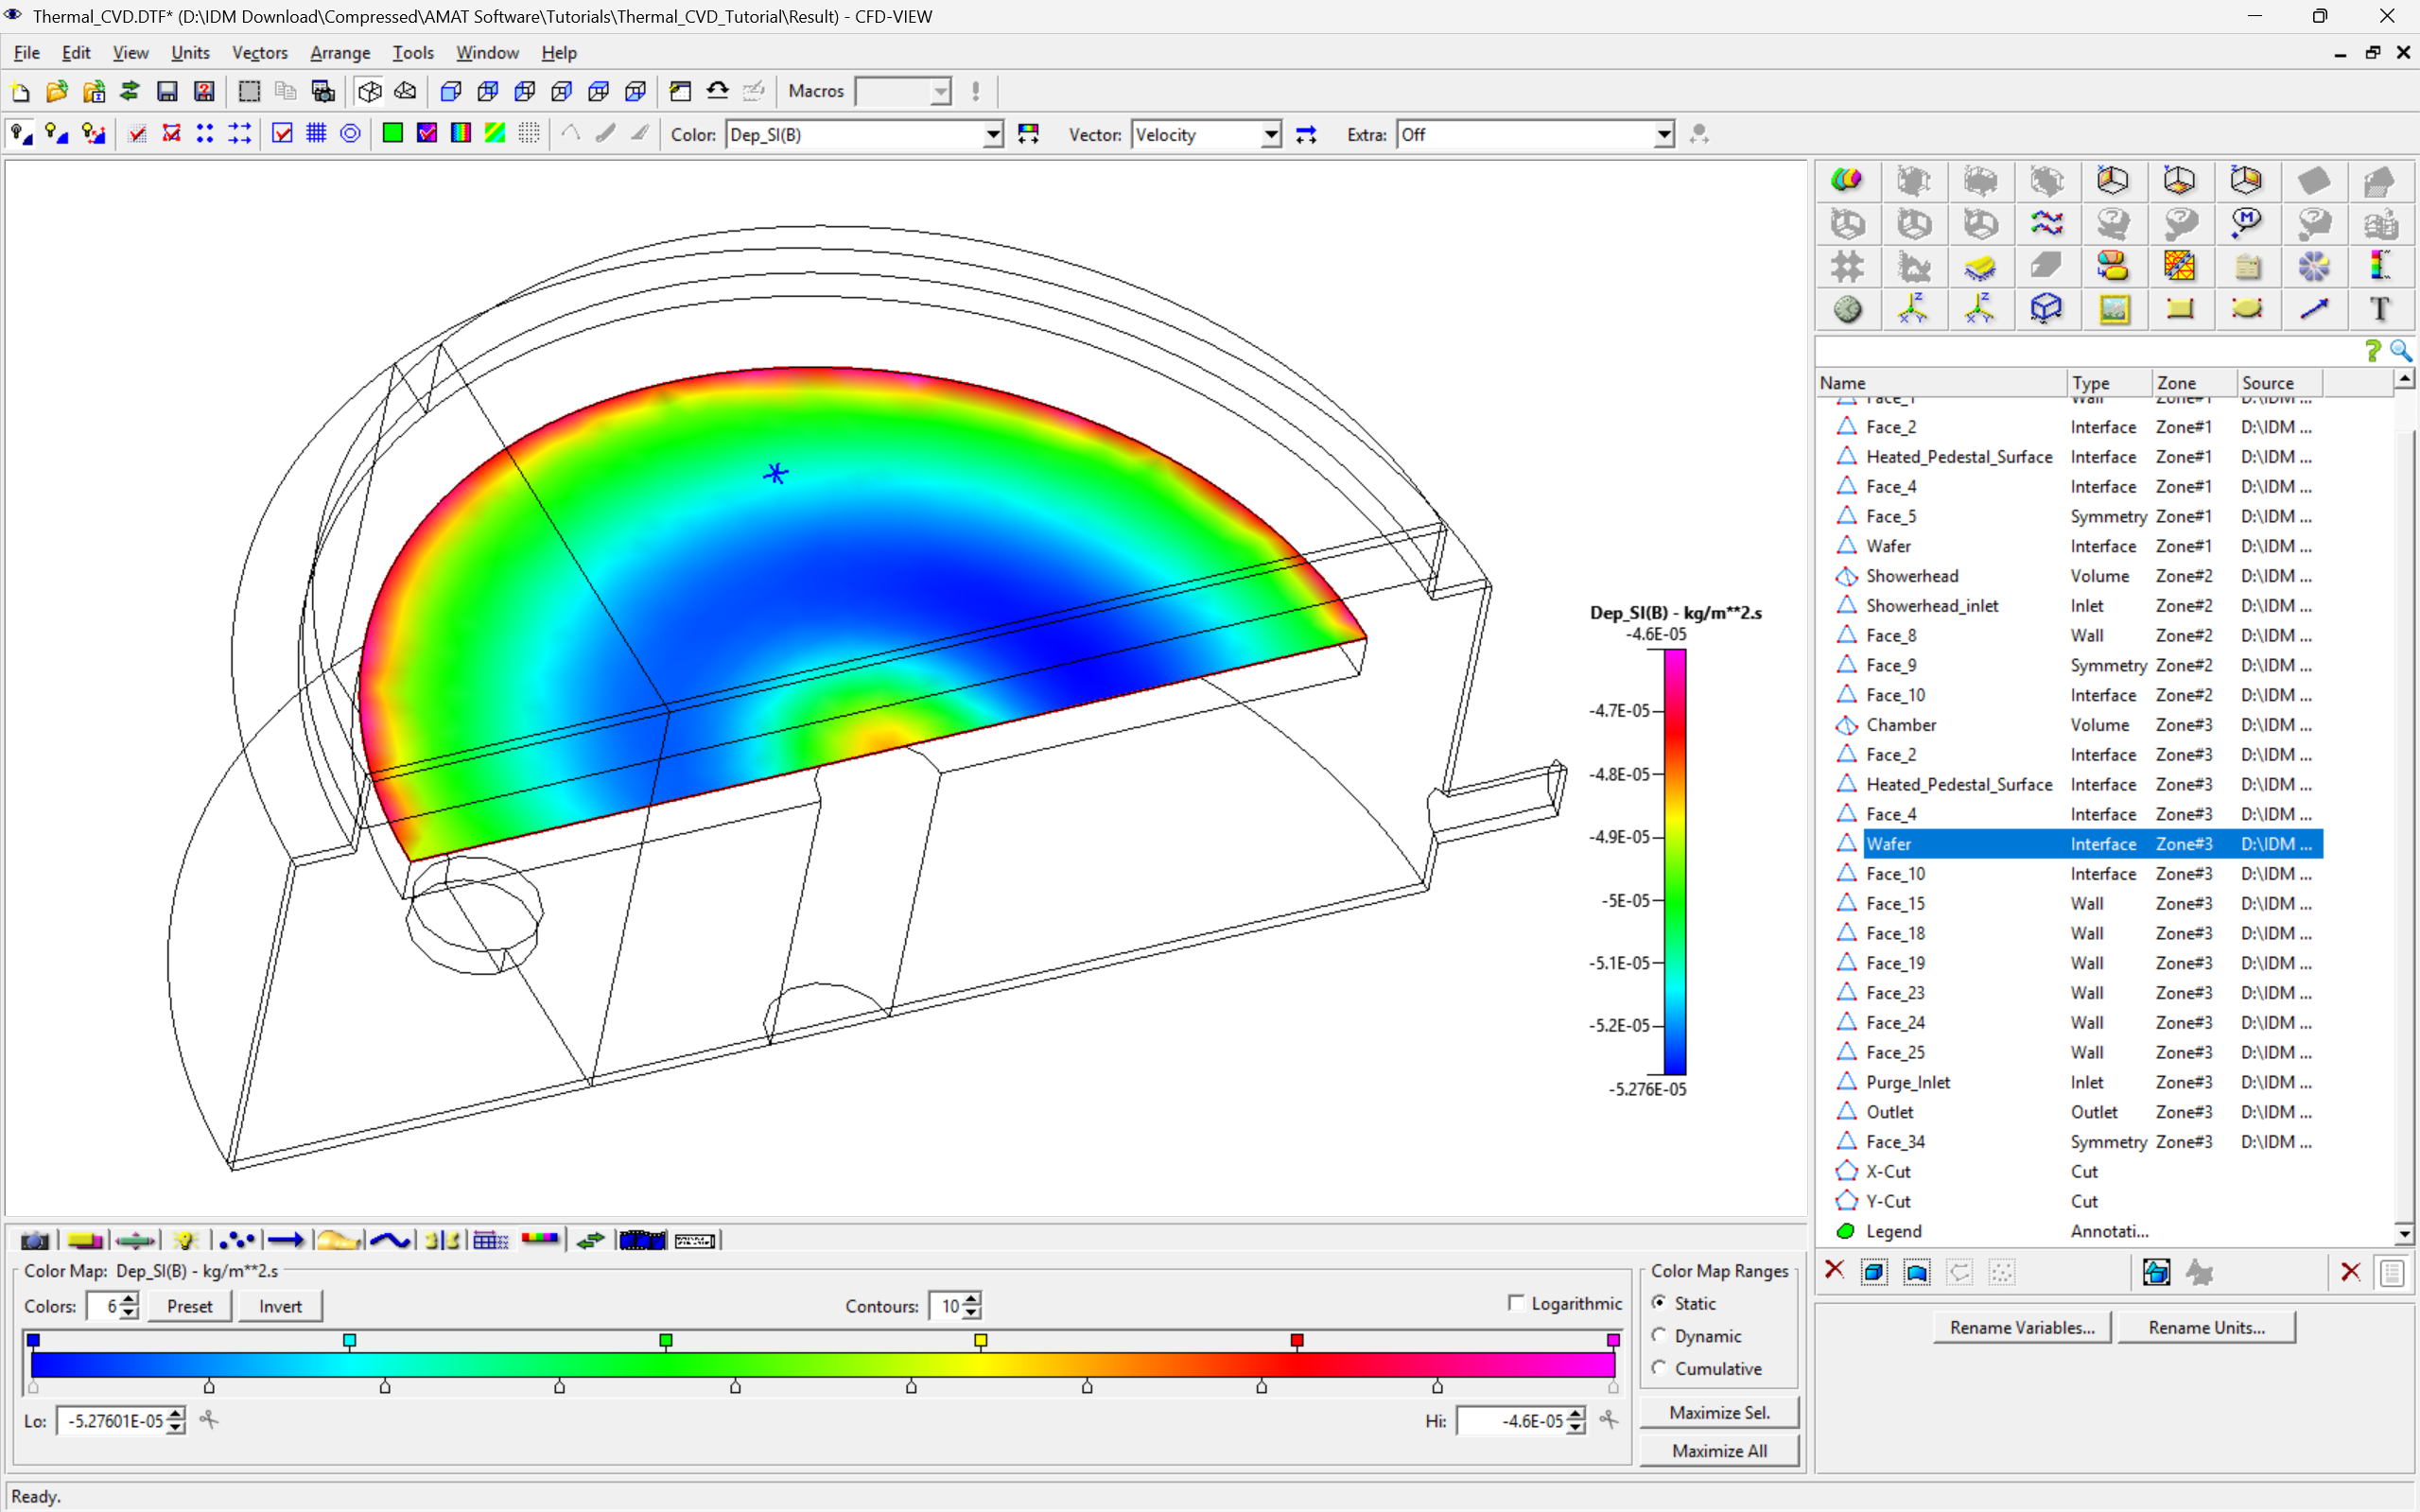 Thermal_CVD.DTF* (D:\IDM Download\Compressed\AMAT Software\Tutorials\Thermal_CVD_Tutorial\Result) - CFD-VIEW
File Edit View Units Vectors Arrange Tools Window Help
Macros
Color: Dep_SI(B) Vector: Velocity Extra: Off
Name Type Zone Source
Face_1 Wall Zone#1 D:\IDM ...
Face_2 Interface Zone#1 D:\IDM ...
Heated_Pedestal_Surface Interface Zone#1 D:\IDM ...
Face_4 Interface Zone#1 D:\IDM ...
Face_5 Symmetry Zone#1 D:\IDM ...
Wafer Interface Zone#1 D:\IDM ...
Showerhead Volume Zone#2 D:\IDM ...
Showerhead_inlet Inlet Zone#2 D:\IDM ...
Face_8 Wall Zone#2 D:\IDM ...
Face_9 Symmetry Zone#2 D:\IDM ...
Face_10 Interface Zone#2 D:\IDM ...
Chamber Volume Zone#3 D:\IDM ...
Face_2 Interface Zone#3 D:\IDM ...
Heated_Pedestal_Surface Interface Zone#3 D:\IDM ...
Face_4 Interface Zone#3 D:\IDM ...
Wafer Interface Zone#3 D:\IDM ...
Face_10 Interface Zone#3 D:\IDM ...
Face_15 Wall Zone#3 D:\IDM ...
Face_18 Wall Zone#3 D:\IDM ...
Face_19 Wall Zone#3 D:\IDM ...
Face_23 Wall Zone#3 D:\IDM ...
Face_24 Wall Zone#3 D:\IDM ...
Face_25 Wall Zone#3 D:\IDM ...
Purge_Inlet Inlet Zone#3 D:\IDM ...
Outlet Outlet Zone#3 D:\IDM ...
Face_34 Symmetry Zone#3 D:\IDM ...
X-Cut Cut
Y-Cut Cut
Legend Annotati...
Dep_SI(B) - kg/m**2.s
-4.6E-05
-4.7E-05
-4.8E-05
-4.9E-05
-5E-05
-5.1E-05
-5.2E-05
-5.276E-05
Color Map: Dep_SI(B) - kg/m**2.s
Colors: 6 Preset Invert Contours: 10 Logarithmic
Lo: -5.27601E-05 Hi: -4.6E-05
Color Map Ranges
Static
Dynamic
Cumulative
Maximize Sel.
Maximize All
Rename Variables... Rename Units...
Ready.